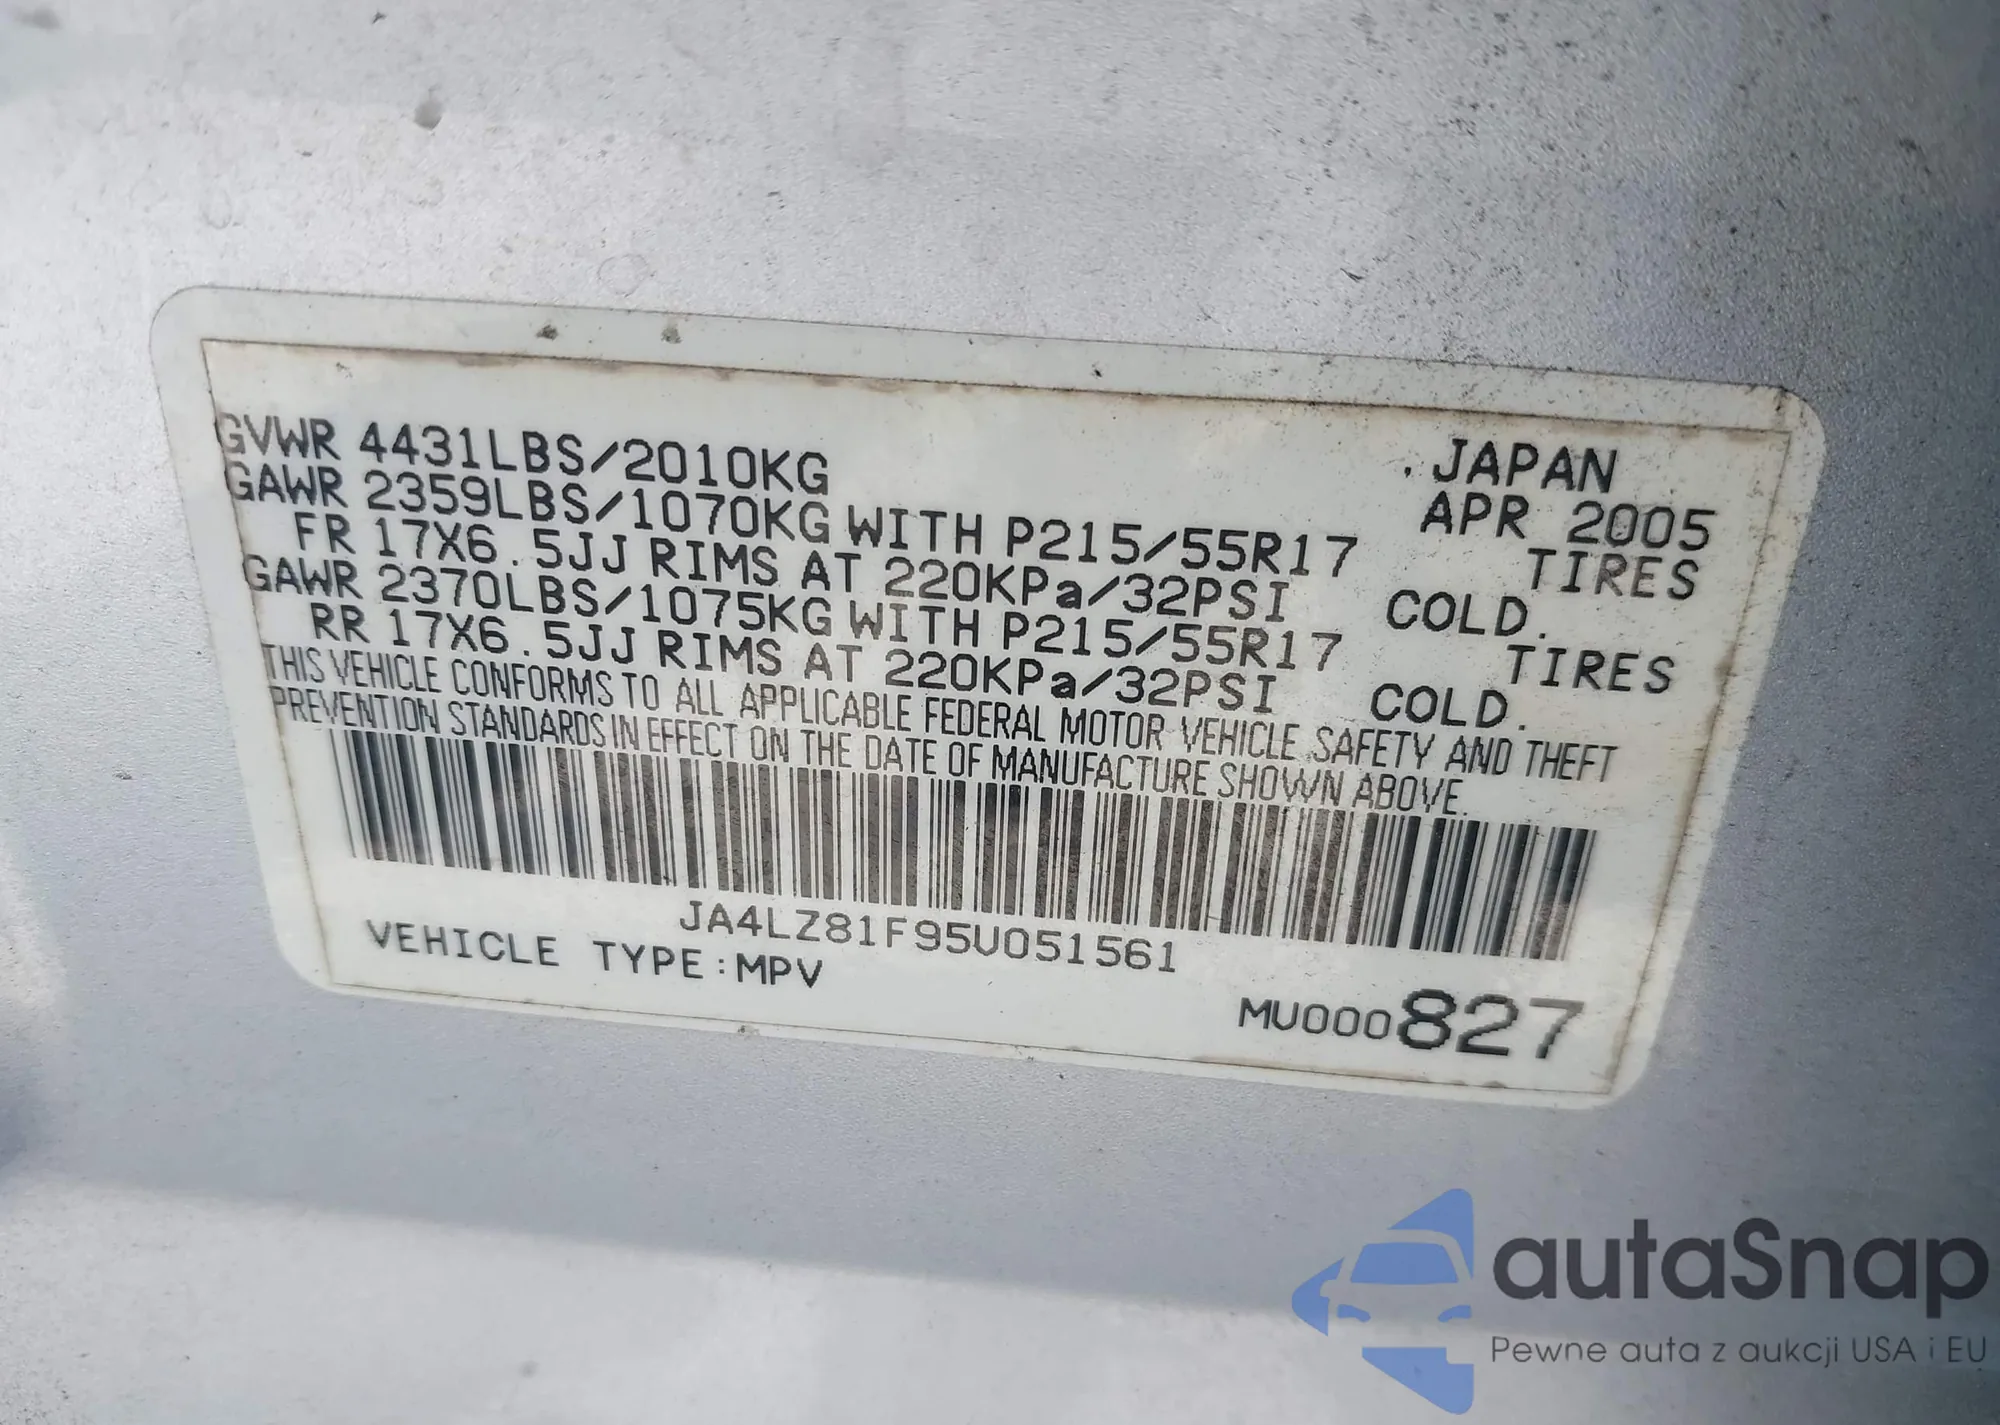 .JAPAN
GVWR 4431LBS/2010KG APR 2005
GAWR 2359LBS/1070KG WITH P215/55R17 TIRES
FR 17X6.5JJ RIMS AT 220KPa/32PSI COLD.
GAWR 2370LBS/1075KG WITH P215/55R17 TIRES
RR 17X6.5JJ RIMS AT 220KPa/32PSI COLD.
THIS VEHICLE CONFORMS TO ALL APPLICABLE FEDERAL MOTOR VEHICLE SAFETY AND THEFT
PREVENTION STANDARDS IN EFFECT ON THE DATE OF MANUFACTURE SHOWN ABOVE.
JA4LZ81F95U051561
VEHICLE TYPE:MPV
MU000827
autaSnap
Pewne auta z aukcji USA i EU